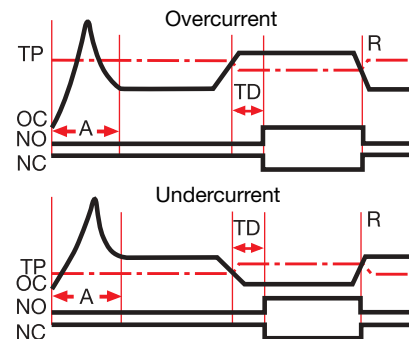 Overcurrent
TP
R
TD
OC
A
NO
NC
Undercurrent
R
TD
TP
OC
A
NO
NC